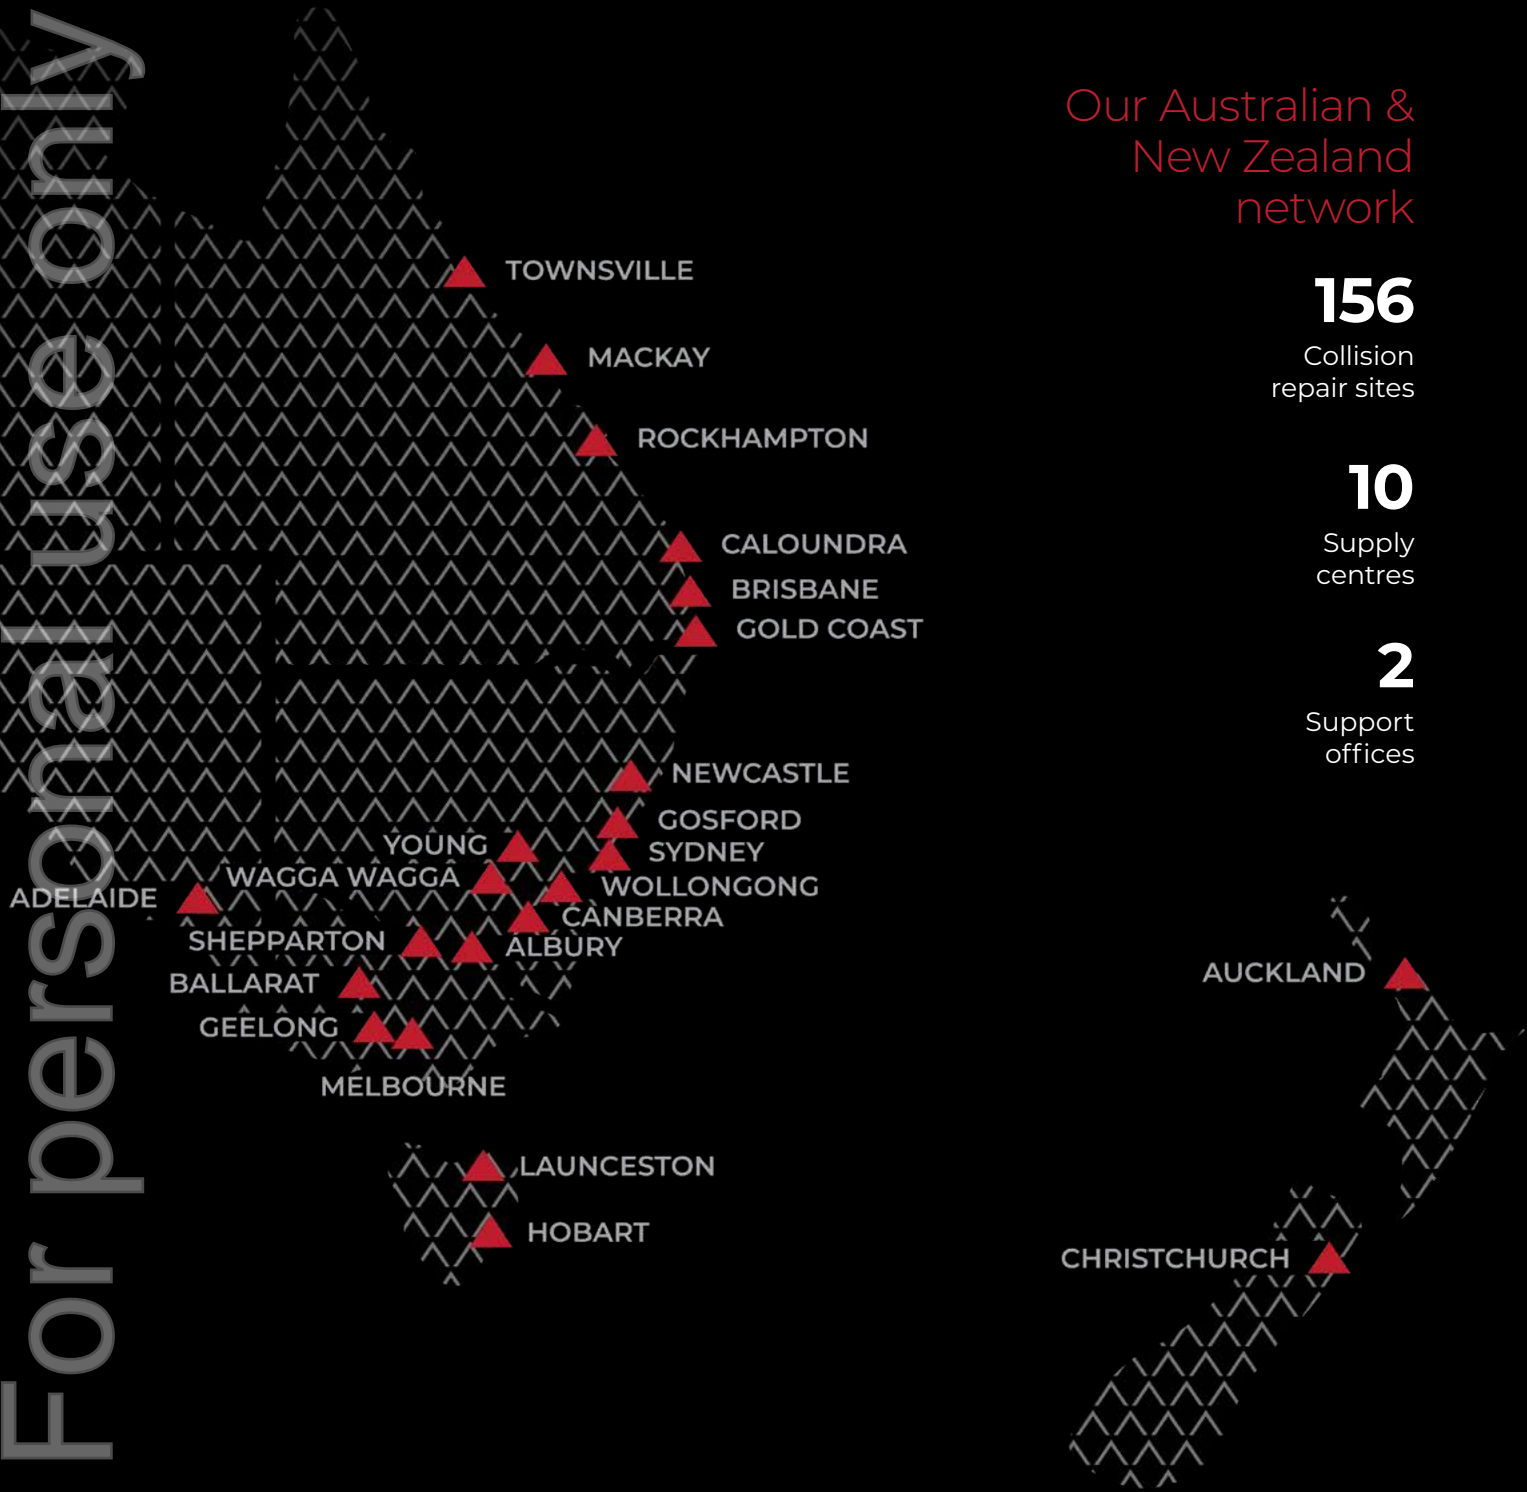 For personal use only
Our Australian &
New Zealand
network
156
Collision
repair sites
10
Supply
centres
2
Support
offices
TOWNSVILLE
MACKAY
ROCKHAMPTON
CALOUNDRA
BRISBANE
GOLD COAST
NEWCASTLE
GOSFORD
YOUNG
SYDNEY
WAGGA WAGGA
WOLLONGONG
ADELAIDE
CANBERRA
SHEPPARTON
ALBURY
BALLARAT
GEELONG
MELBOURNE
LAUNCESTON
HOBART
AUCKLAND
CHRISTCHURCH